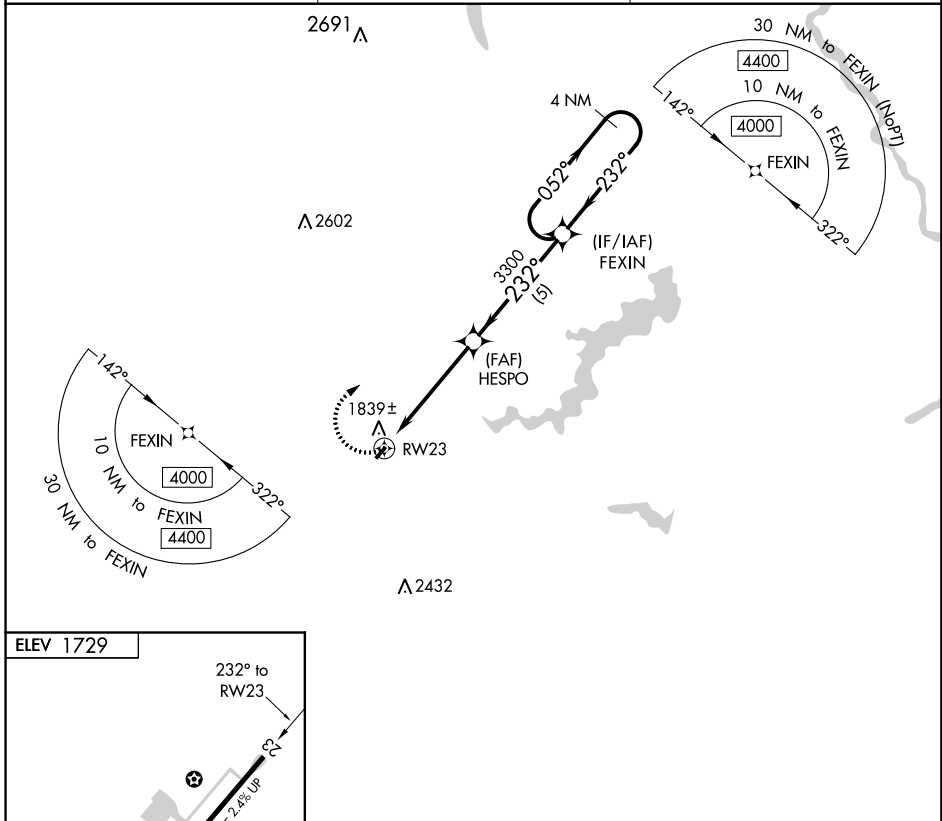 2691
30 NM to FEXIN (NoPT)
4400
10 NM to FEXIN
4000
142°
FEXIN
322°
4 NM
052°
232°
2602
(IF/IAF)
FEXIN
3300
232°
(5)
(FAF)
HESPO
142°
FEXIN
4000
322°
10 NM to FEXIN
4400
30 NM to FEXIN
1839±
RW23
2432
ELEV 1729
232° to
RW23
23
2.4% UP